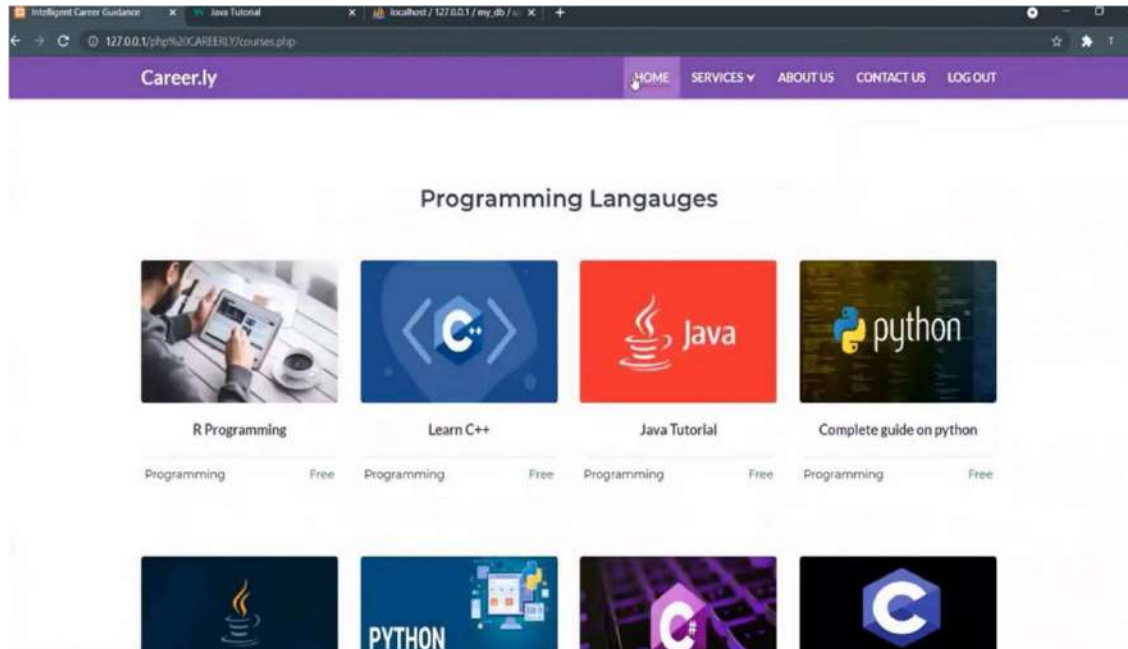 Intelligent Career Guidance
Java Tutorial
localhost / 127.0.0.1 / my_db /
127.0.0.1/php%20CAREERLY/courses.php
Career.ly
HOME SERVICES ABOUT US CONTACT US LOG OUT
Programming Langauges
Java
python
R Programming Learn C++ Java Tutorial Complete guide on python
Programming Free Programming Free Programming Free Programming Free
PYTHON